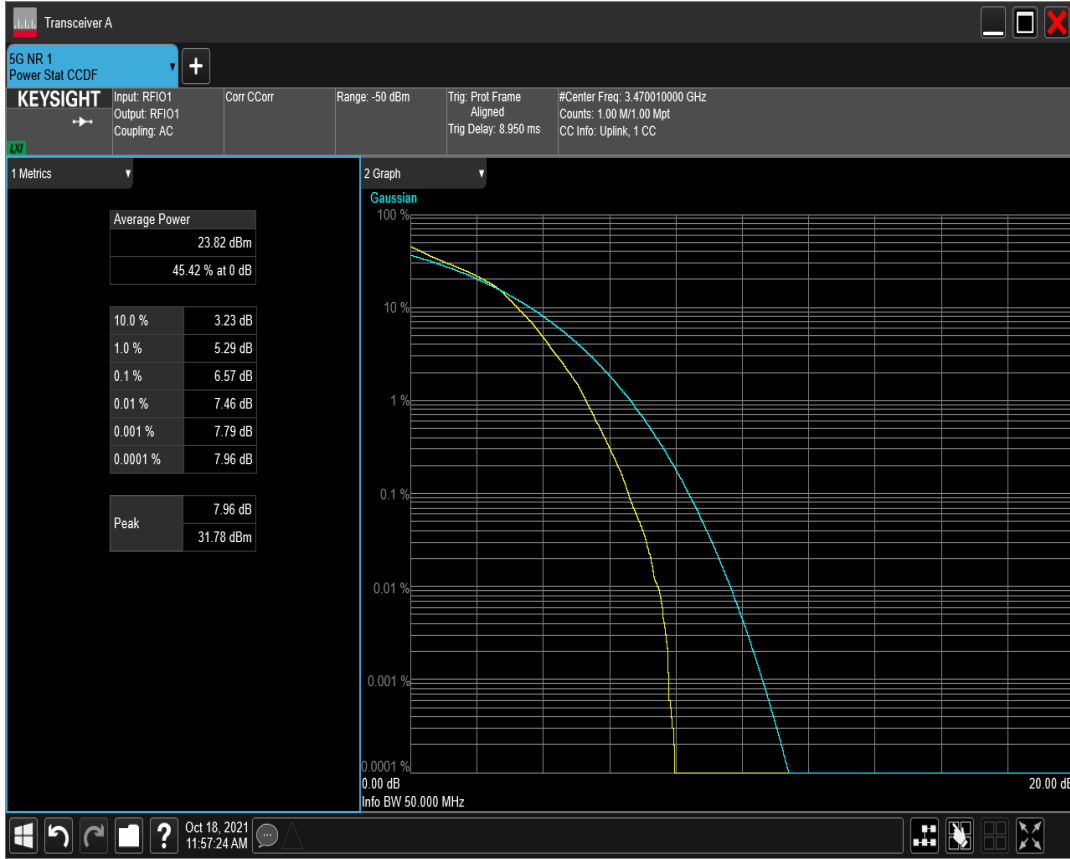 Transceiver A
5G NR 1
Power Stat CCDF
+
KEYSIGHT
LXI
Input: RFIO1
Output: RFIO1
Coupling: AC
Corr CCorr
Range: -50 dBm
Trig: Prot Frame
Aligned
Trig Delay: 8.950 ms
#Center Freq: 3.470010000 GHz
Counts: 1.00 M/1.00 Mpt
CC Info: Uplink, 1 CC
1 Metrics
Average Power
23.82 dBm
45.42 % at 0 dB
10.0 % 3.23 dB
1.0 % 5.29 dB
0.1 % 6.57 dB
0.01 % 7.46 dB
0.001 % 7.79 dB
0.0001 % 7.96 dB
Peak 7.96 dB
31.78 dBm
2 Graph
Gaussian
100 %
10 %
1 %
0.1 %
0.01 %
0.001 %
0.0001 %
0.00 dB 20.00 dB
Info BW 50.000 MHz
?
Oct 18, 2021
11:57:24 AM